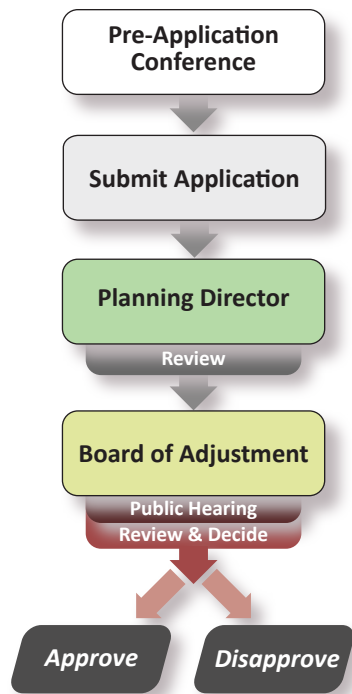 Pre-Application
Conference
Submit Application
Planning Director
Review
Board of Adjustment
Public Hearing
Review & Decide
Approve
Disapprove